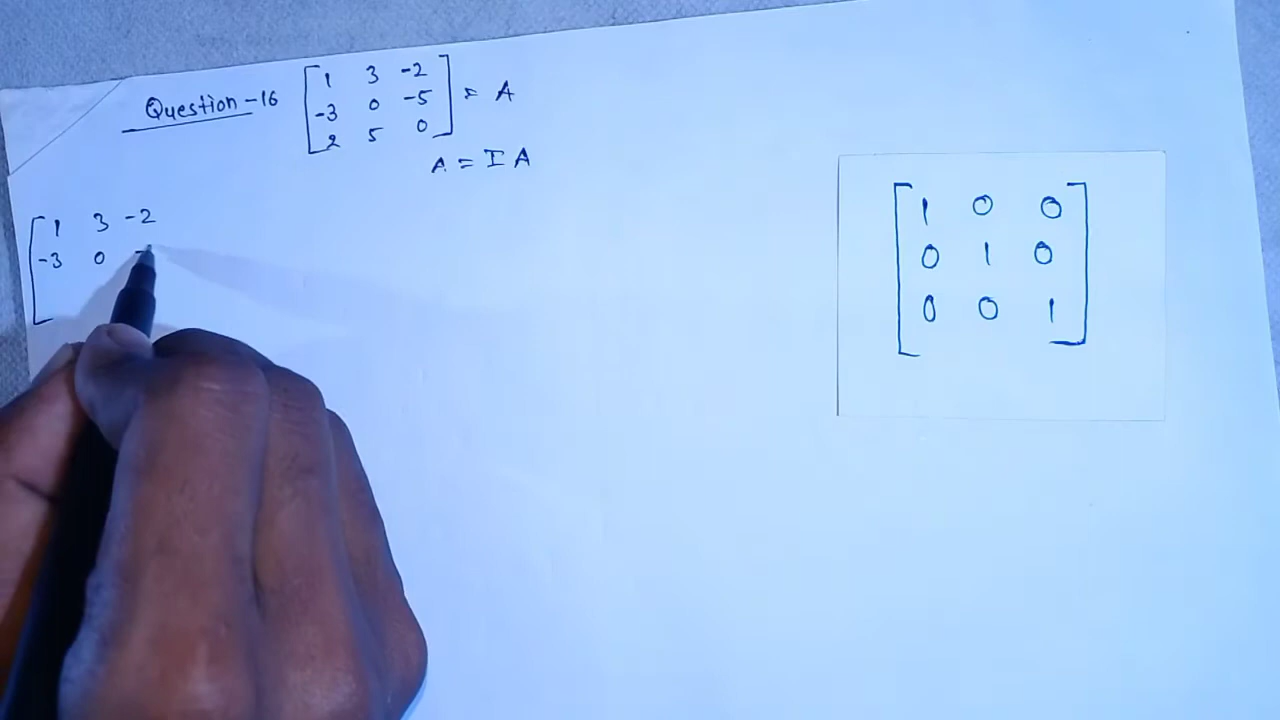 Question-16 [1 3 -2
-3 0 -5
2 5 0] = A
A = IA
[1 3 -2
-3 0 -
[1 0 0
0 1 0
0 0 1]